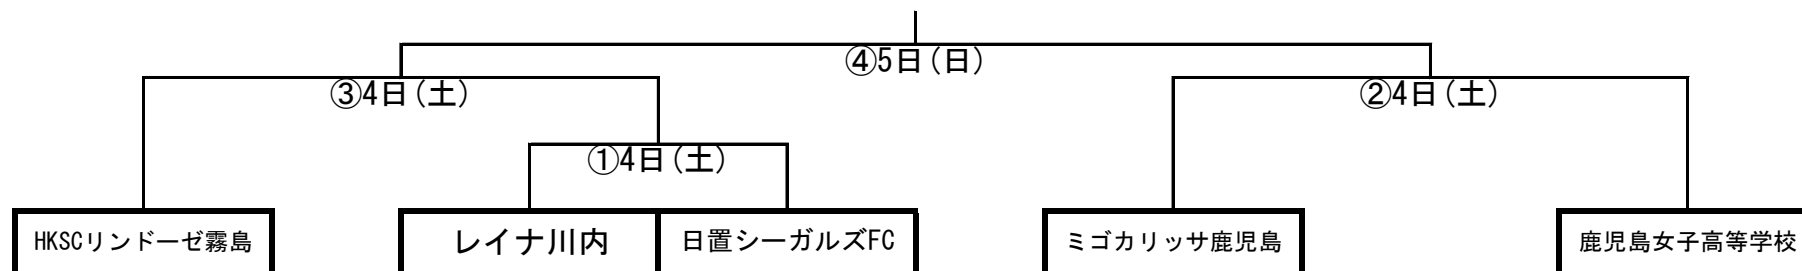 ④5日(日)
③4日(土)
②4日(土)
①4日(土)
HKSCリンドーゼ霧島
レイナ川内
日置シーガルズFC
ミゴカリッサ鹿児島
鹿児島女子高等学校